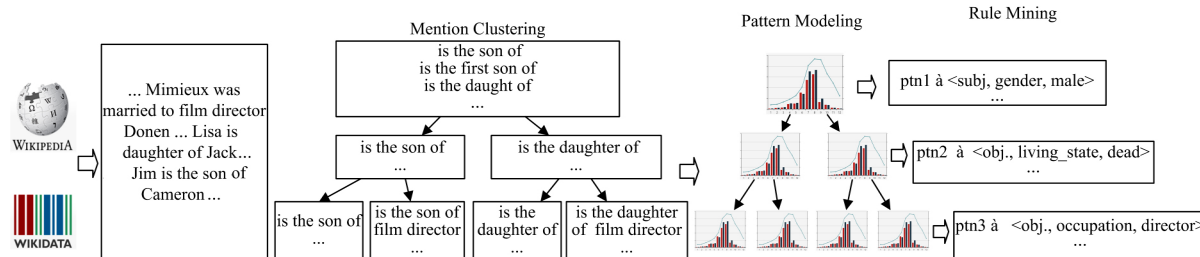 WIKIPEDIA
WIKIDATA
... Mimieux was
married to film director
Donen ... Lisa is
daughter of Jack...
Jim is the son of
Cameron ...
Mention Clustering
is the son of
is the first son of
is the daught of
...
is the son of
...
is the daughter of
...
is the son of
...
is the son of
film director
...
is the
daughter of
...
is the daughter
of film director
...
Pattern Modeling
Rule Mining
ptn1 à <subj, gender, male>
...
ptn2 à <obj., living_state, dead>
...
ptn3 à <obj., occupation, director>
...